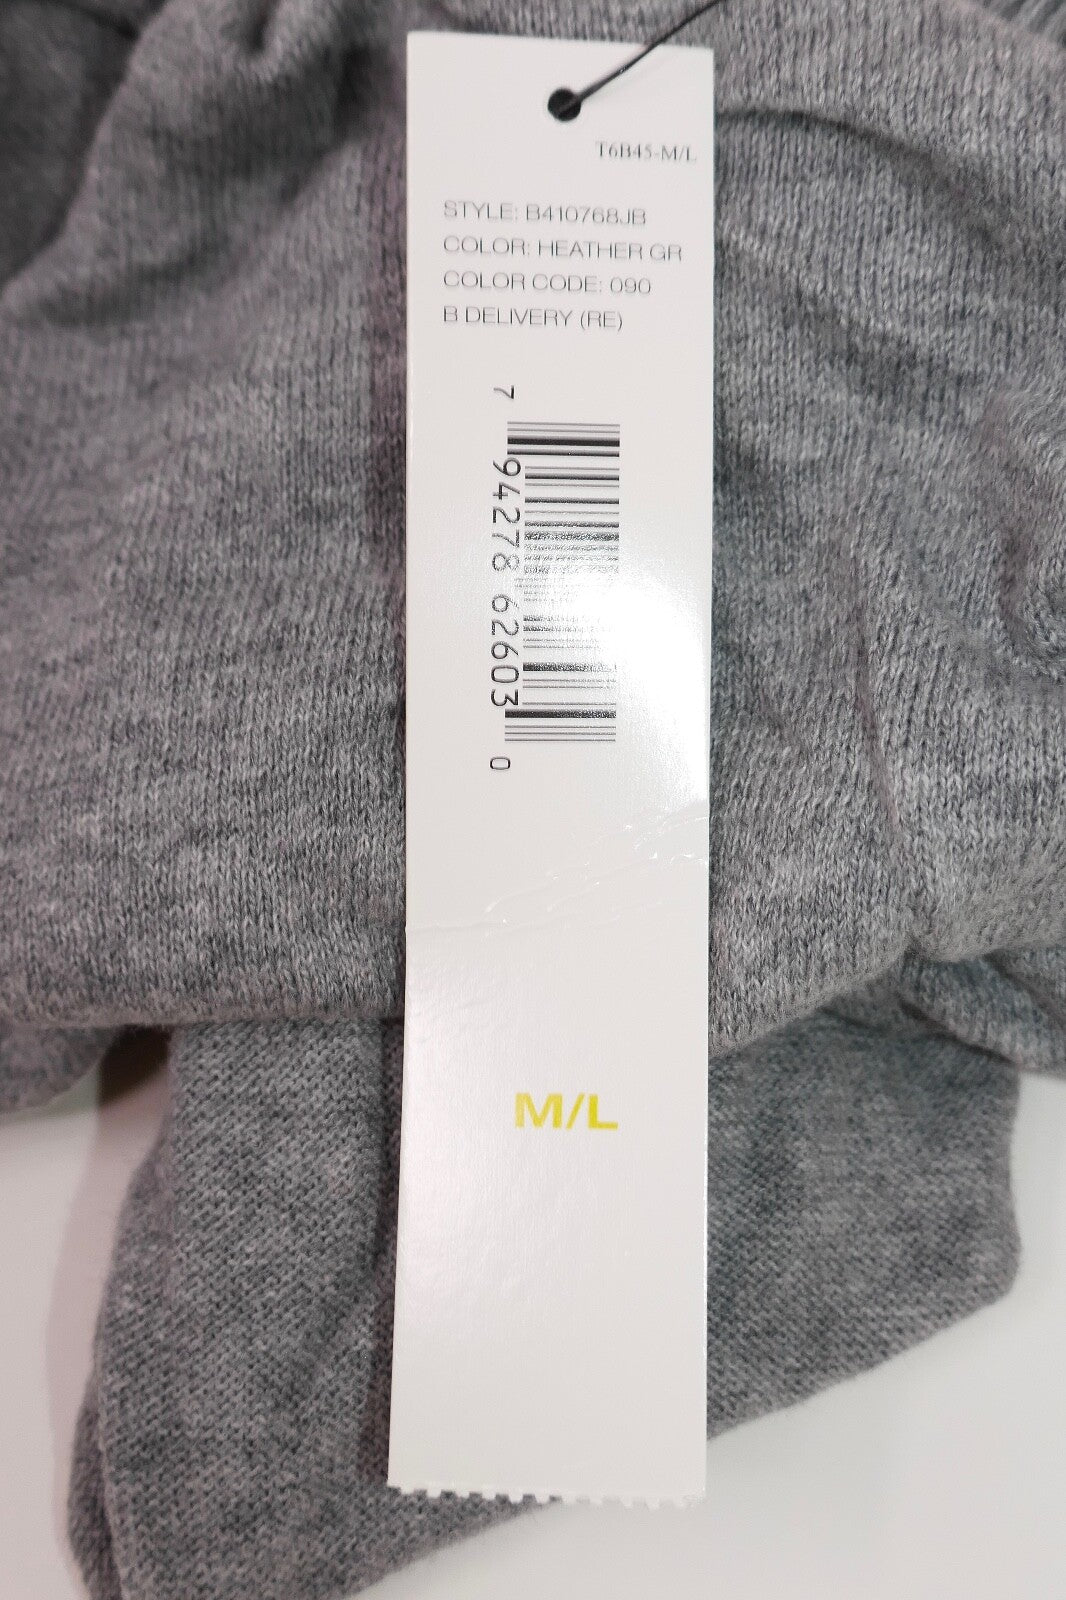 T6B45-M/L
STYLE: B410768JB
COLOR: HEATHER GR
COLOR CODE: 090
B DELIVERY (RE)
7 94278 62603 0
M/L